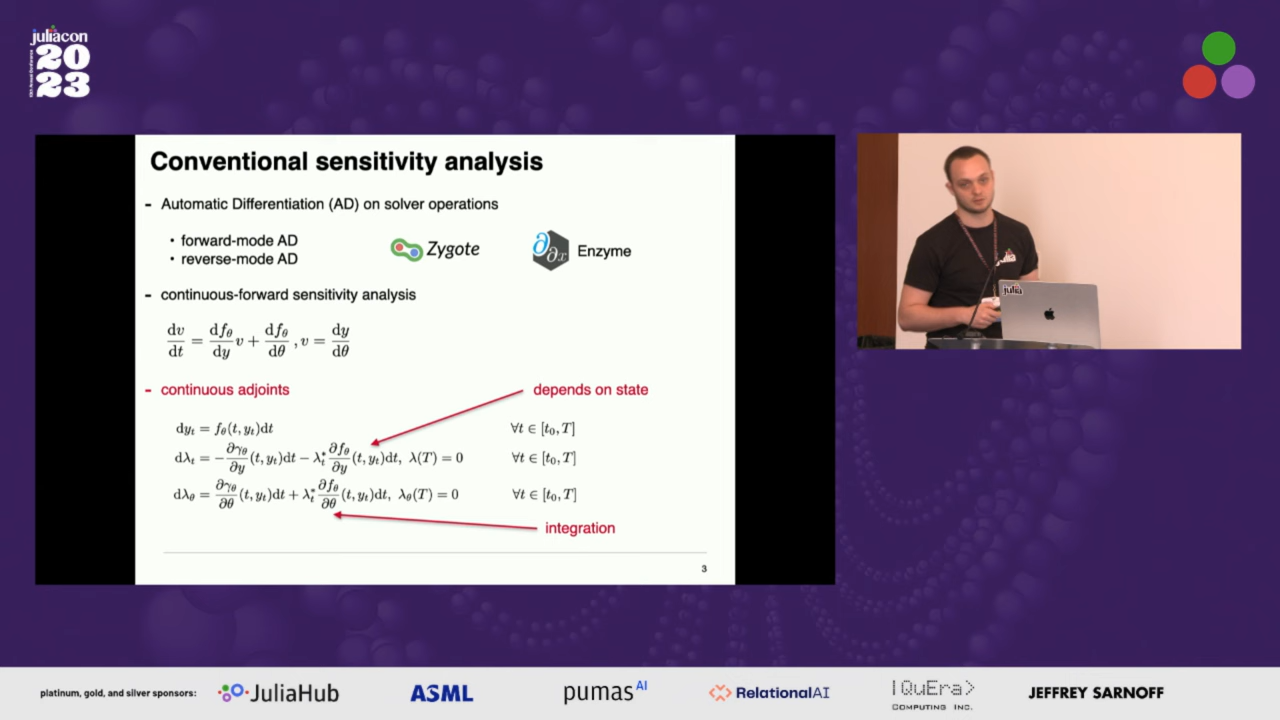 juliacon
20
23
Conventional sensitivity analysis
- Automatic Differentiation (AD) on solver operations
• forward-mode AD
• reverse-mode AD
Zygote
∂ ∂x Enzyme
- continuous-forward sensitivity analysis
dv/dt = df_θ/dy v + df_θ/dθ , v = dy/dθ
- continuous adjoints
depends on state
dy_t = f_θ(t, y_t)dt ∀t ∈ [t_0, T]
dλ_t = −∂γ_θ/∂y (t, y_t)dt − λ_t^* ∂f_θ/∂y (t, y_t)dt, λ(T) = 0 ∀t ∈ [t_0, T]
dλ_θ = ∂γ_θ/∂θ (t, y_t)dt + λ_t^* ∂f_θ/∂θ (t, y_t)dt, λ_θ(T) = 0 ∀t ∈ [t_0, T]
integration
3
julia
platinum, gold, and silver sponsors:
JuliaHub
ASML
pumas AI
RelationalAI
|QuEra>
COMPUTING INC.
JEFFREY SARNOFF